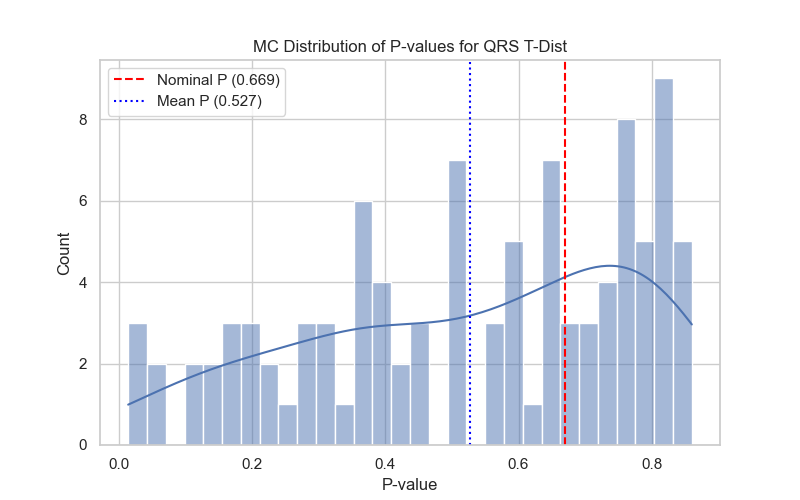 MC Distribution of P-values for QRS T-Dist
Nominal P (0.669)
Mean P (0.527)
Count
8
6
4
2
0
0.0 0.2 0.4 0.6 0.8
P-value